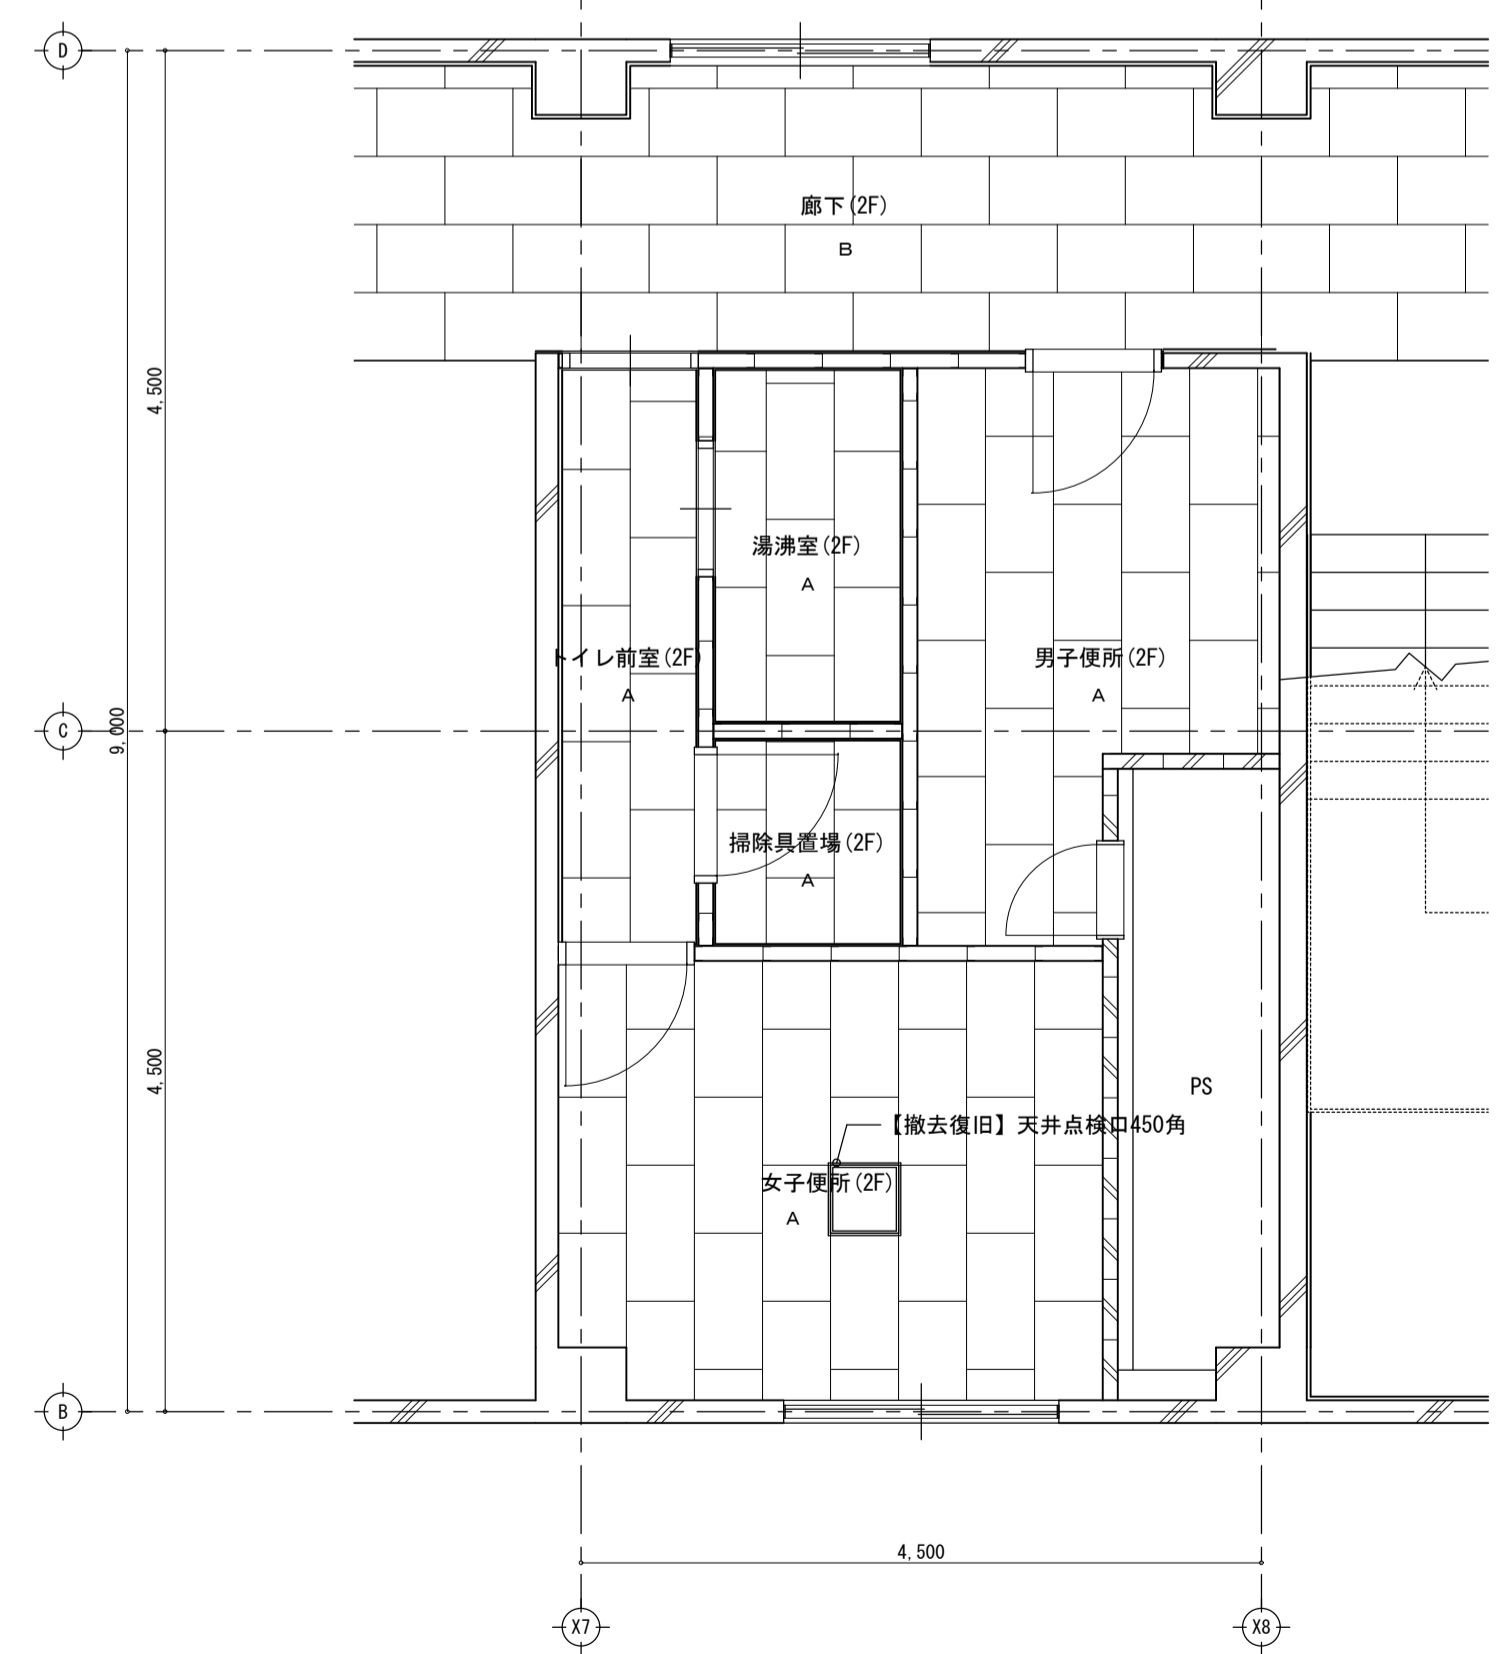 D
廊下(2F)
B
4,500
湯沸室(2F)
A
トイレ前室(2F)
A
男子便所(2F)
A
C
9,000
掃除具置場(2F)
A
4,500
PS
【撤去復旧】天井点検口450角
女子便所(2F)
A
B
4,500
X7
X8